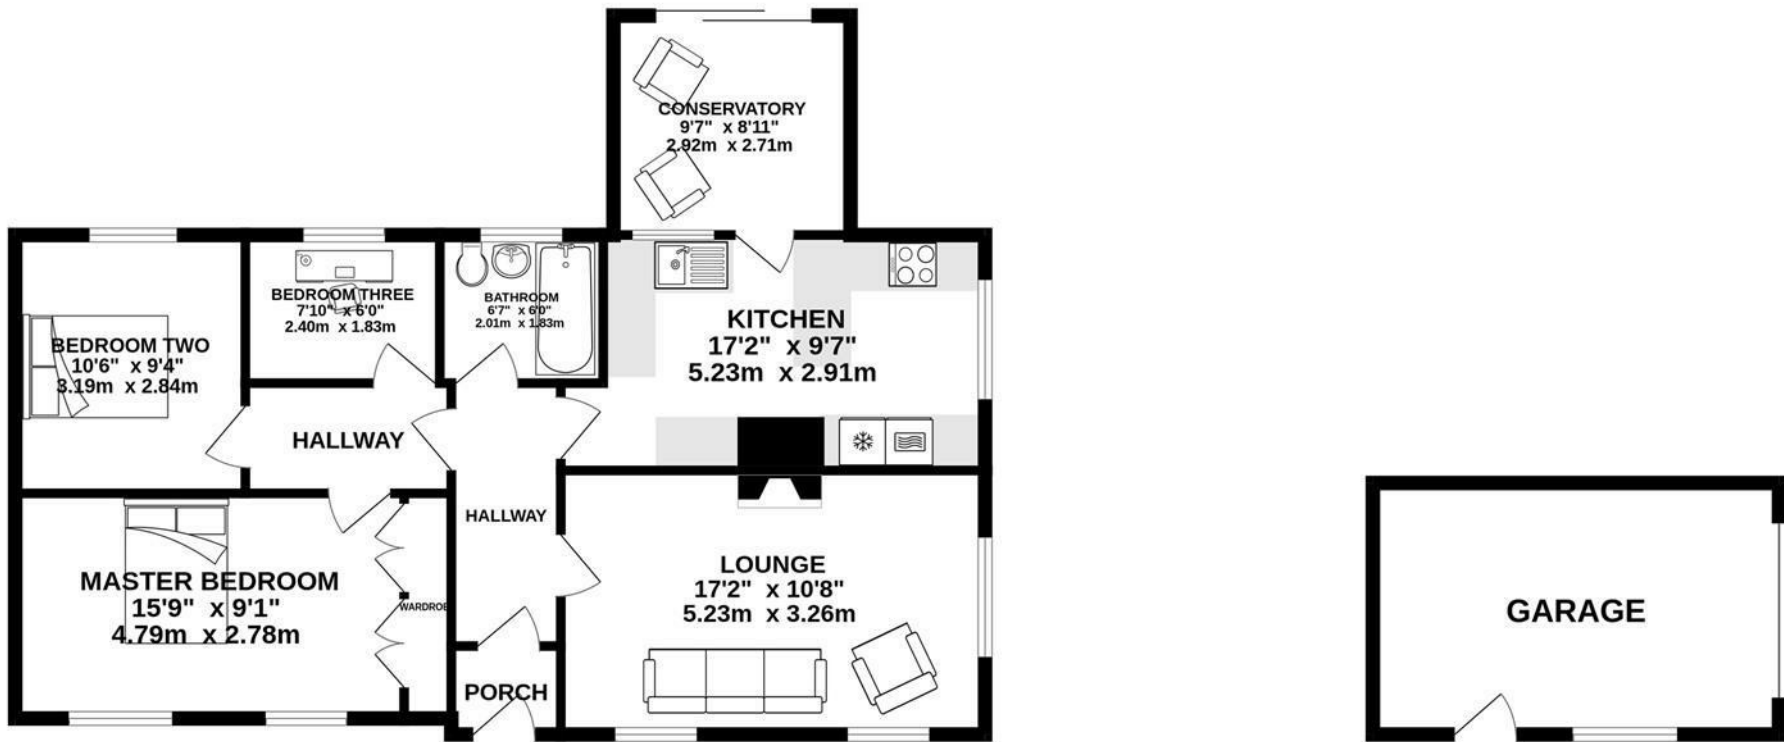 CONSERVATORY
9'7" x 8'11"
2.92m x 2.71m
BEDROOM TWO
10'6" x 9'4"
3.19m x 2.84m
BEDROOM THREE
7'10" x 6'0"
2.40m x 1.83m
BATHROOM
6'7" x 6'0"
2.01m x 1.83m
KITCHEN
17'2" x 9'7"
5.23m x 2.91m
HALLWAY
HALLWAY
MASTER BEDROOM
15'9" x 9'1"
4.79m x 2.78m
WARDROBE
LOUNGE
17'2" x 10'8"
5.23m x 3.26m
PORCH
GARAGE